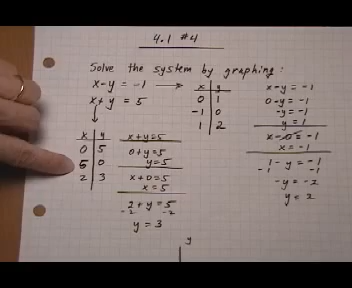 4.1 #4
Solve the system by graphing:
x-y = -1 →
x+y = 5
x | y
0 | 1
-1 | 0
1 | 2
x-y = -1
0-y = -1
-y = -1
y = 1
x-0 = -1
x = -1
1-y = -1
-1 -1
-y = -2
y = 2
x | y
0 | 5
5 | 0
2 | 3
x+y=5
0+y=5
y=5
x+0=5
x=5
2+y=5
-2 -2
y = 3
y